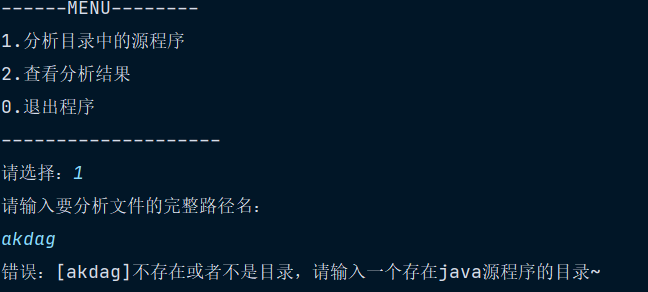 ------MENU--------
1.分析目录中的源程序
2.查看分析结果
0.退出程序
--------------------
请选择：1
请输入要分析文件的完整路径名：
akdag
错误：[akdag]不存在或者不是目录，请输入一个存在java源程序的目录~